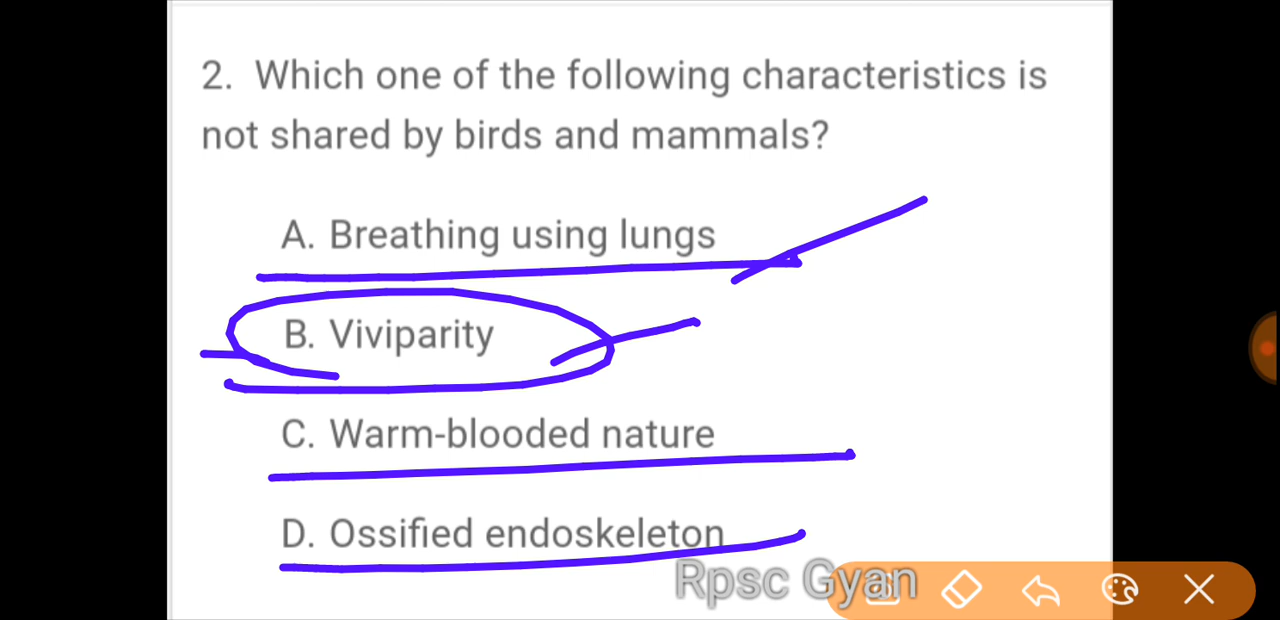 2. Which one of the following characteristics is
not shared by birds and mammals?
A. Breathing using lungs
B. Viviparity
C. Warm-blooded nature
D. Ossified endoskeleton
Rpsc Gyan